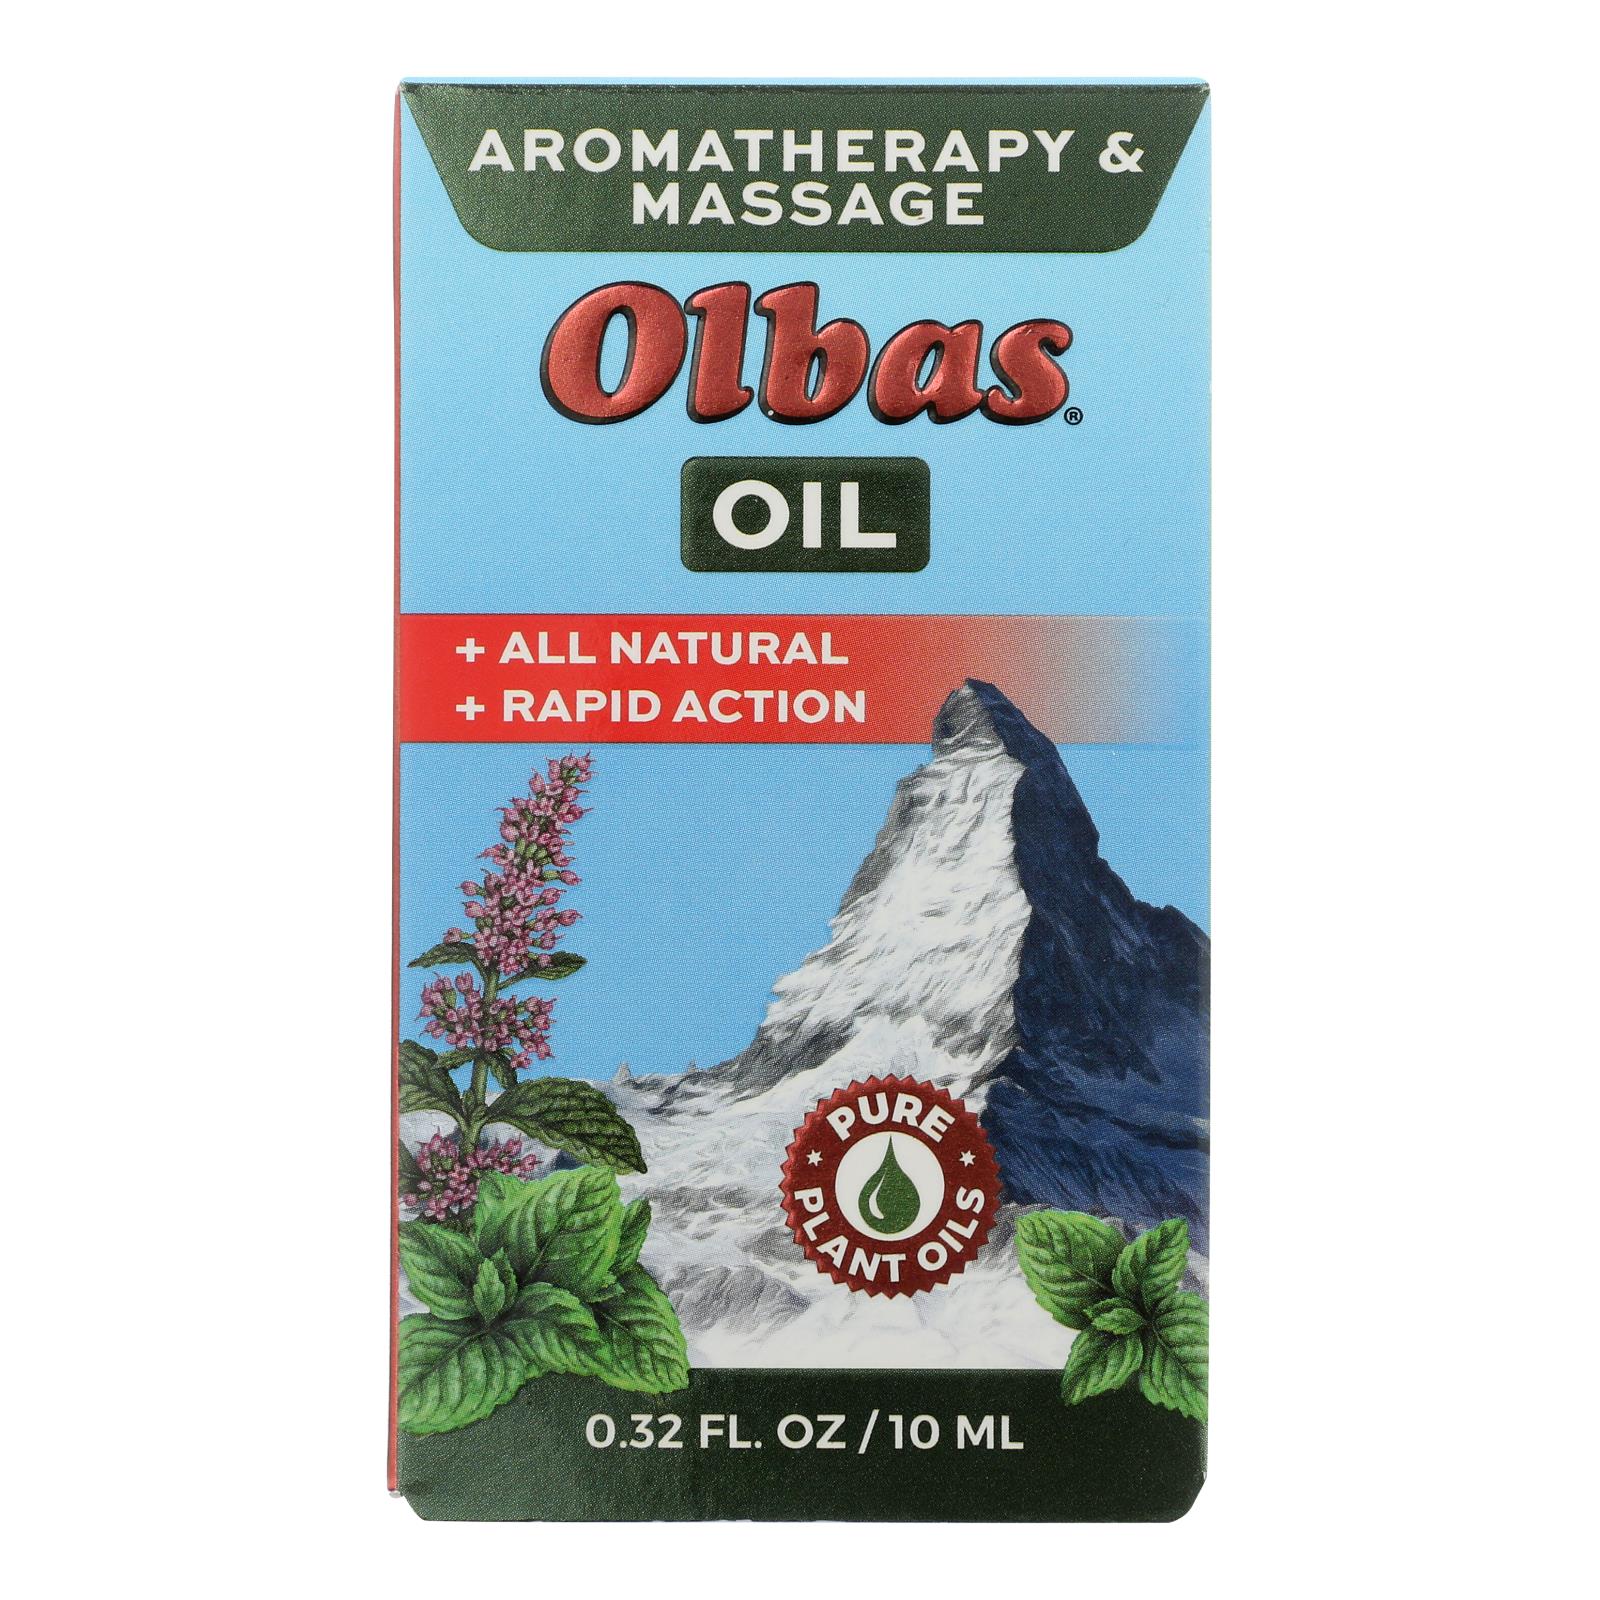 AROMATHERAPY &
MASSAGE
Olbas®
OIL
+ ALL NATURAL
+ RAPID ACTION
PURE
PLANT OILS
0.32 FL. OZ / 10 ML